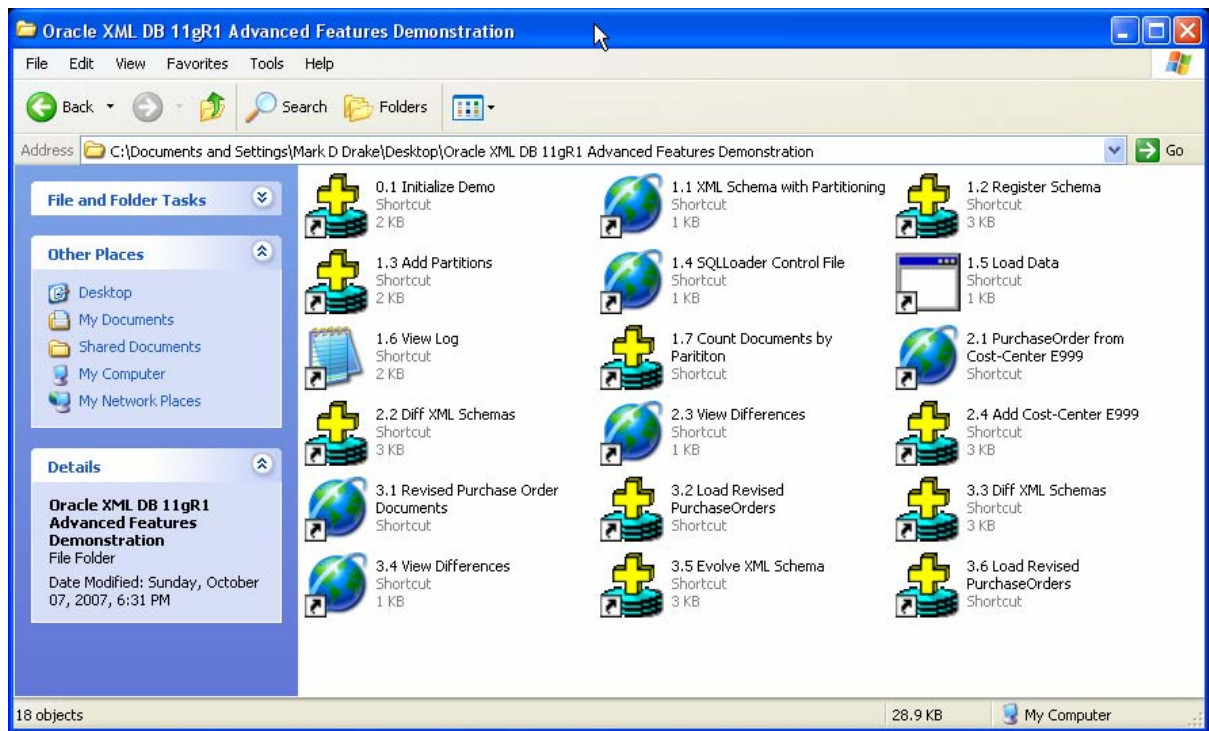 Oracle XML DB 11gR1 Advanced Features Demonstration
File Edit View Favorites Tools Help
Back Search Folders
Address C:\Documents and Settings\Mark D Drake\Desktop\Oracle XML DB 11gR1 Advanced Features Demonstration Go
File and Folder Tasks
Other Places
Desktop
My Documents
Shared Documents
My Computer
My Network Places
Details
Oracle XML DB 11gR1
Advanced Features
Demonstration
File Folder
Date Modified: Sunday, October
07, 2007, 6:31 PM
0.1 Initialize Demo
Shortcut
2 KB
1.1 XML Schema with Partitioning
Shortcut
1 KB
1.2 Register Schema
Shortcut
3 KB
1.3 Add Partitions
Shortcut
2 KB
1.4 SQLLoader Control File
Shortcut
1 KB
1.5 Load Data
Shortcut
1 KB
1.6 View Log
Shortcut
2 KB
1.7 Count Documents by
Parititon
Shortcut
2.1 PurchaseOrder from
Cost-Center E999
Shortcut
2.2 Diff XML Schemas
Shortcut
3 KB
2.3 View Differences
Shortcut
1 KB
2.4 Add Cost-Center E999
Shortcut
3 KB
3.1 Revised Purchase Order
Documents
Shortcut
3.2 Load Revised
PurchaseOrders
Shortcut
3.3 Diff XML Schemas
Shortcut
3 KB
3.4 View Differences
Shortcut
1 KB
3.5 Evolve XML Schema
Shortcut
3 KB
3.6 Load Revised
PurchaseOrders
Shortcut
18 objects 28.9 KB My Computer